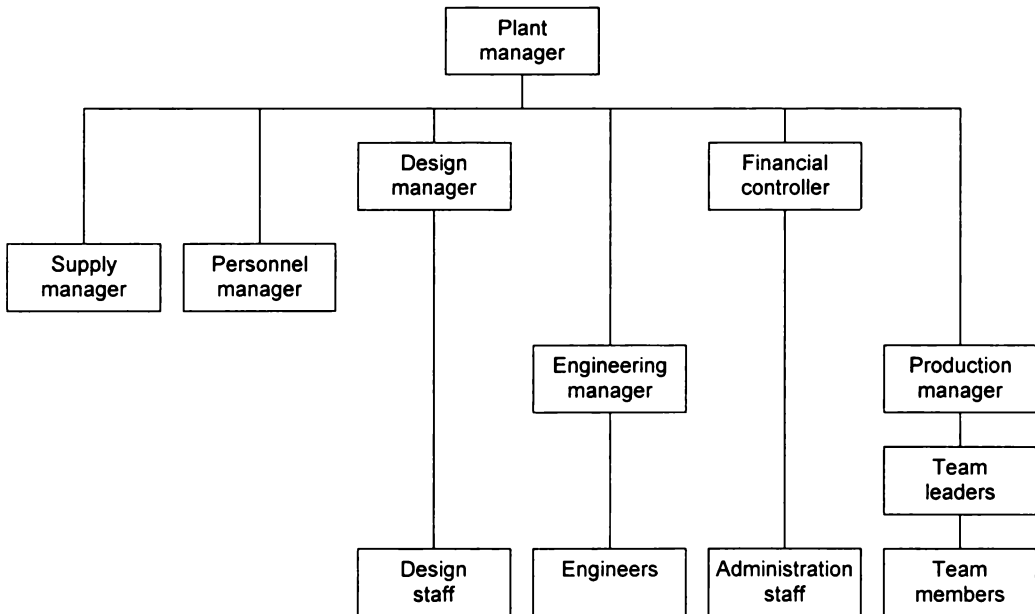 Plant
manager
Design
manager
Financial
controller
Supply
manager
Personnel
manager
Engineering
manager
Production
manager
Team
leaders
Design
staff
Engineers
Administration
staff
Team
members